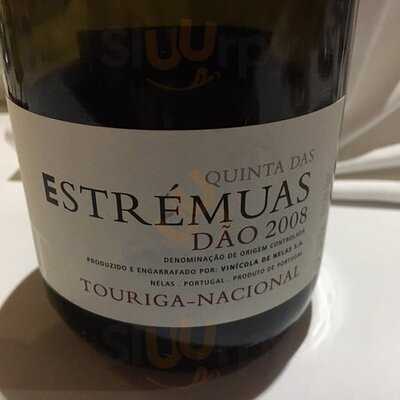 QUINTA DAS
ESTRÉMUAS
DÃO 2008
DENOMINAÇÃO DE ORIGEM CONTROLADA
PRODUZIDO E ENGARRAFADO POR: VINÍCOLA DE NELAS S.A.
NELAS . PORTUGAL . PRODUTO DE PORTUGAL
TOURIGA-NACIONAL